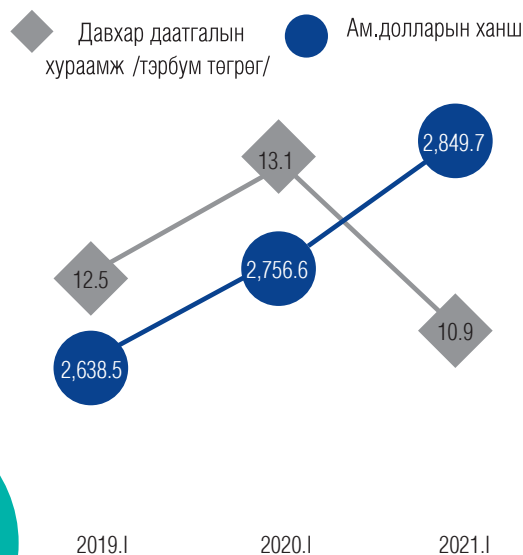 Давхар даатгалын
хураамж /тэрбум төгрөг/
Ам.долларын ханш
2,849.7
13.1
12.5
2,756.6
10.9
2,638.5
2019.I
2020.I
2021.I